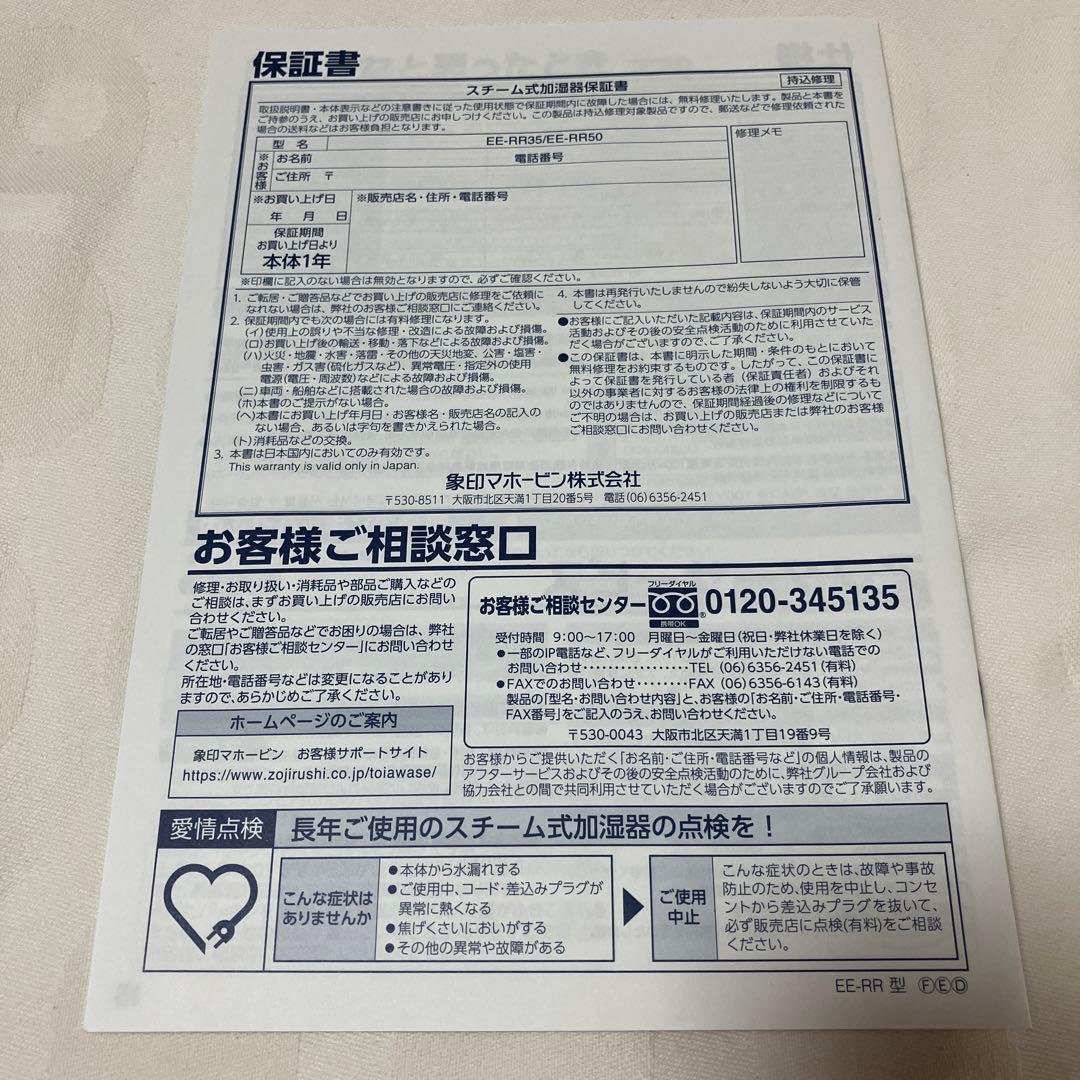 保証書
スチーム式加湿器保証書
持込修理
取扱説明書・本体表示などの注意書きに従った使用状態で保証期間内に故障した場合には、無料修理いたします。製品と本書を
ご持参のうえ、お買い上げの販売店にお申しつけください。この製品は持込修理対象製品ですので、郵送などで修理依頼された
場合の送料などはお客様負担となります。
型 名
EE-RR35/EE-RR50
修理メモ
※お客様
お名前
電話番号
ご住所 〒
※お買い上げ日
年 月 日
※販売店名・住所・電話番号
保証期間
お買い上げ日より
本体1年
※印欄に記入のない場合は無効となりますので、必ずご確認ください。
1. ご転居・ご贈答品などでお買い上げの販売店に修理をご依頼に
なれない場合は、弊社のお客様ご相談窓口にご連絡ください。
2. 保証期間内でも次の場合には有料修理になります。
(イ)使用上の誤りや不当な修理・改造による故障および損傷。
(ロ)お買い上げ後の輸送・移動・落下などによる故障および損傷。
(ハ)火災・地震・水害・落雷・その他の天災地変、公害・塩害・
虫害・ガス害(硫化ガスなど)、異常電圧・指定外の使用
電源(電圧・周波数)などによる故障および損傷。
(ニ)車両・船舶などに搭載された場合の故障および損傷。
(ホ)本書のご提示がない場合。
(ヘ)本書にお買い上げ年月日・お客様名・販売店名の記入の
ない場合、あるいは字句を書きかえられた場合。
(ト)消耗品などの交換。
3. 本書は日本国内においてのみ有効です。
This warranty is valid only in Japan.
4. 本書は再発行いたしませんので紛失しないよう大切に保管
してください。
●お客様にご記入いただいた記載内容は、保証期間内のサービス
活動およびその後の安全点検活動のために利用させていた
だく場合がございますので、ご了承ください。
●この保証書は、本書に明示した期間・条件のもとにおいて
無料修理をお約束するものです。したがって、この保証書に
よって保証書を発行している者(保証責任者)およびそれ
以外の事業者に対するお客様の法律上の権利を制限するも
のではありませんので、保証期間経過後の修理などについて
ご不明の場合は、お買い上げの販売店または弊社のお客様
ご相談窓口にお問い合わせください。
象印マホービン株式会社
〒530-8511 大阪市北区天満1丁目20番5号 電話(06)6356-2451
お客様ご相談窓口
修理・お取り扱い・消耗品や部品ご購入などの
ご相談は、まずお買い上げの販売店にお問い
合わせください。
ご転居やご贈答品などでお困りの場合は、弊社
の窓口「お客様ご相談センター」にお問い合わせ
ください。
所在地・電話番号などは変更になることがあり
ますので、あらかじめご了承ください。
ホームページのご案内
象印マホービン お客様サポートサイト
https://www.zojirushi.co.jp/toiawase/
フリーダイヤル
お客様ご相談センター
携帯OK
®
0120-345135
受付時間 9:00〜17:00 月曜日〜金曜日(祝日・弊社休業日を除く)
●一部のIP電話など、フリーダイヤルがご利用いただけない電話での
お問い合わせ・・・・・・・・・・・・・・・・・TEL (06)6356-2451(有料)
●FAXでのお問い合わせ・・・・・・・・FAX (06)6356-6143(有料)
製品の「型名・お問い合わせ内容」と、お客様の「お名前・ご住所・電話番号・
FAX番号」をご記入のうえ、お問い合わせください。
〒530-0043 大阪市北区天満1丁目19番9号
お客様からご提供いただく「お名前・ご住所・電話番号など」の個人情報は、製品の
アフターサービスおよびその後の安全点検活動のために、弊社グループ会社および
協力会社との間で共同利用させていただく場合がございますのでご了承願います。
愛情点検
長年ご使用のスチーム式加湿器の点検を!
こんな症状は
ありませんか
●本体から水漏れする
●ご使用中、コード・差込みプラグが
異常に熱くなる
●焦げくさいにおいがする
●その他の異常や故障がある
ご使用
中止
こんな症状のときは、故障や事故
防止のため、使用を中止し、コンセ
ントから差込みプラグを抜いて、
必ず販売店に点検(有料)をご相談
ください。
EE-RR 型 ⒻⒺⒹ